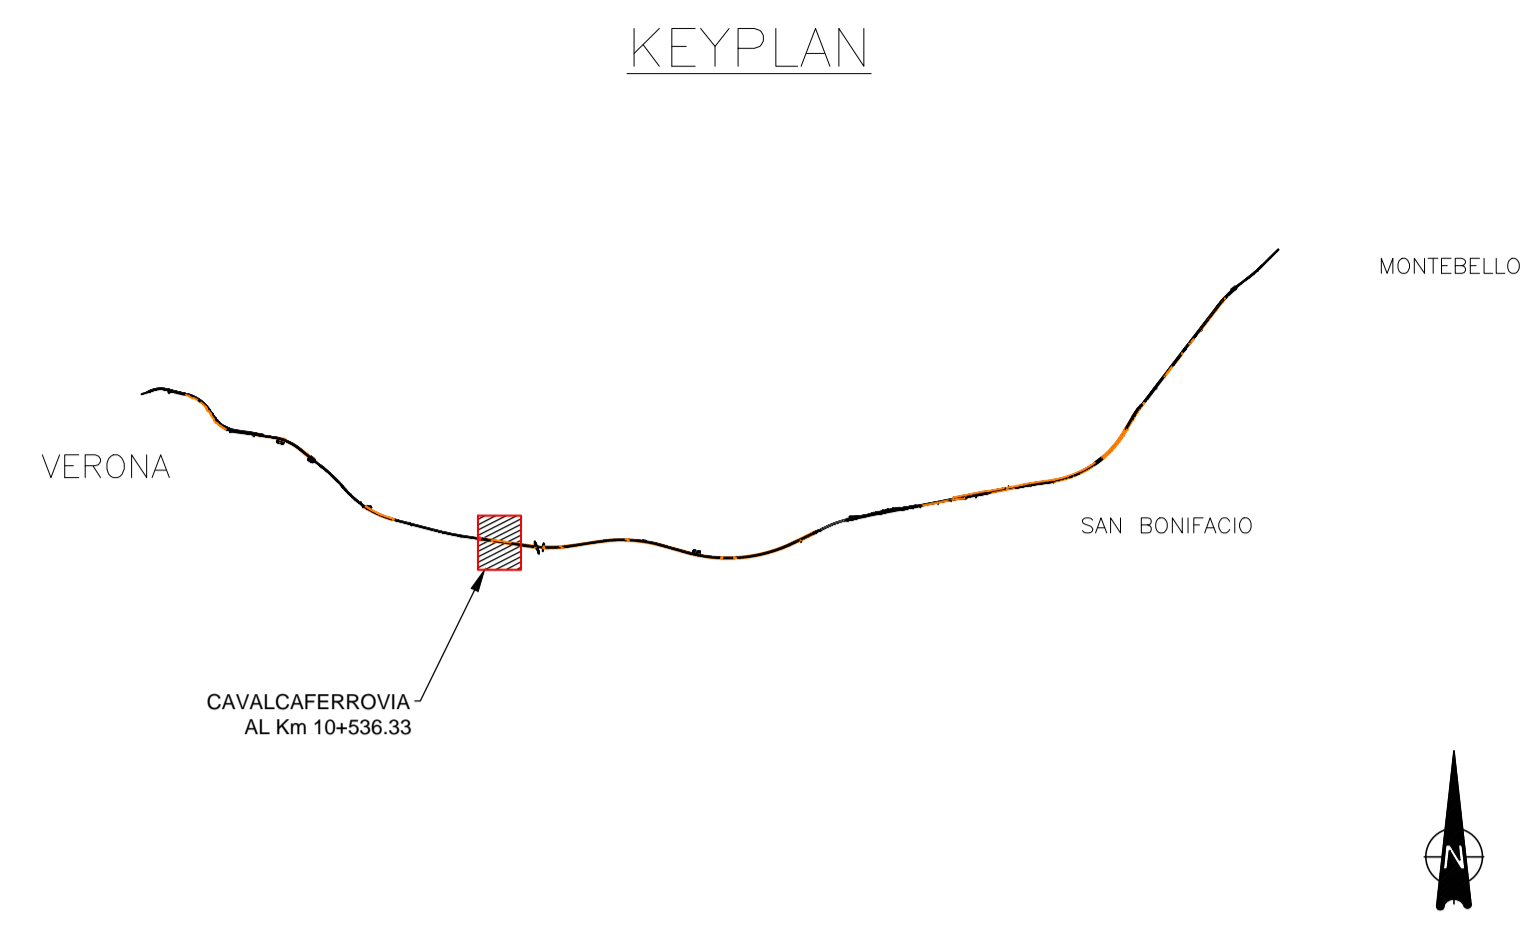 KEYPLAN
MONTEBELLO
VERONA
SAN BONIFACIO
CAVALCAFERROVIA
AL Km 10+536.33
N